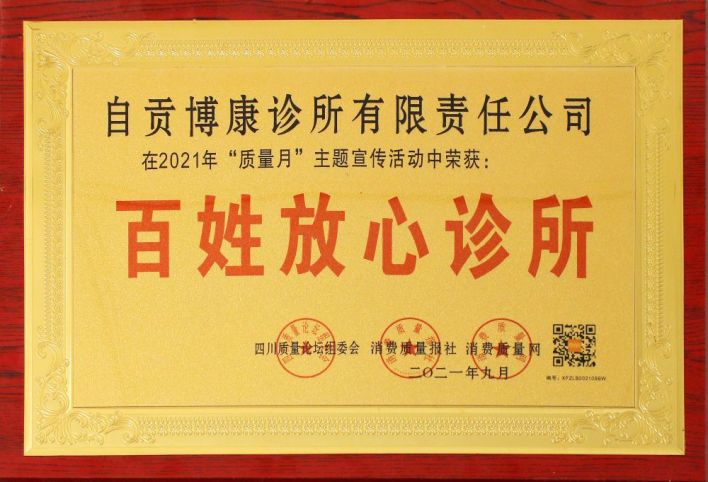 自贡博康诊所有限责任公司
在2021年“质量月”主题宣传活动中荣获：
百姓放心诊所
四川质量论坛组委会 消费质量报社 消费质量网
二〇二一年九月